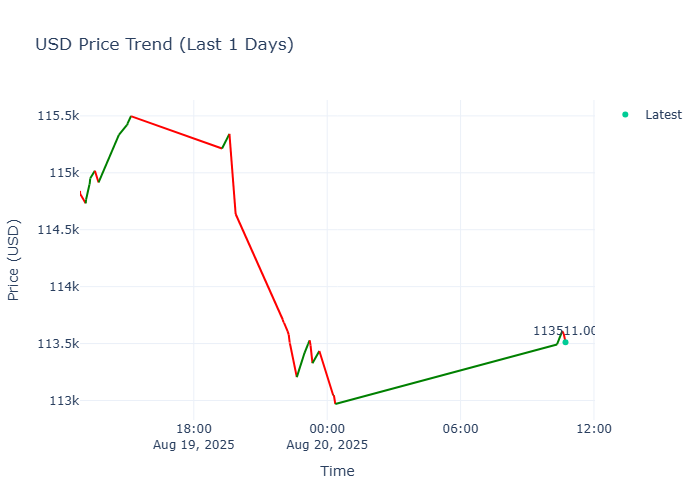 USD Price Trend (Last 1 Days)
Latest
115.5k
115k
114.5k
114k
113.5k
113k
Price (USD)
113511.00
18:00
Aug 19, 2025
00:00
Aug 20, 2025
06:00
12:00
Time